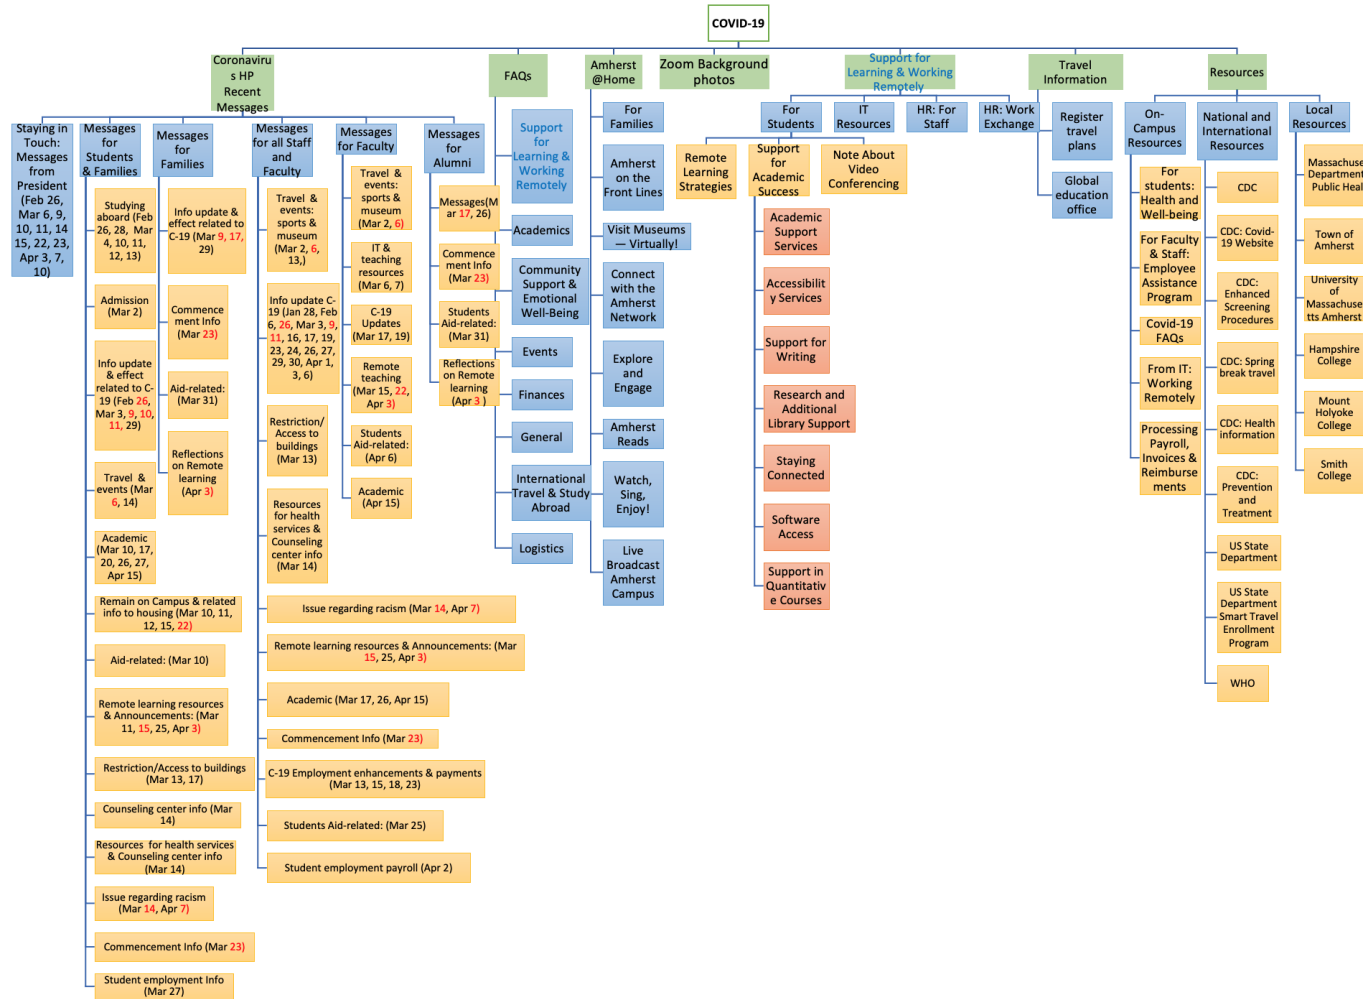 COVID-19
Coronaviru
s HP
Recent
Messages
FAQs
Amherst
@Home
Zoom Background
photos
Support for
Learning & Working
Remotely
Travel
Information
Resources
Staying in
Touch:
Messages
from
President
(Feb 26,
Mar 6, 9,
10, 11, 14
15, 22, 23,
Apr 3, 7,
10)
Messages
for
Students
& Families
Studying
aboard (Feb
26, 28, Mar
4, 10, 11,
12, 13)
Admission
(Mar 2)
Info update
& effect
related to C-
19 (Feb 26,
Mar 3, 9, 10,
11, 29)
Travel &
events (Mar
6, 14)
Academic
(Mar 10, 17,
20, 26, 27,
Apr 15)
Remain on Campus & related
info to housing (Mar 10, 11,
12, 15, 22)
Aid-related: (Mar 10)
Remote learning resources
& Announcements: (Mar
11, 15, 25, Apr 3)
Restriction/Access to buildings
(Mar 13, 17)
Counseling center info (Mar
14)
Resources for health services
& Counseling center info
(Mar 14)
Issue regarding racism
(Mar 14, Apr 7)
Commencement Info (Mar 23)
Student employment Info
(Mar 27)
Messages
for
Families
Info update &
effect related to
C-19 (Mar 9, 17,
29)
Commence
ment Info
(Mar 23)
Aid-related:
(Mar 31)
Reflections
on Remote
learning
(Apr 3)
Messages
for all Staff
and
Faculty
Travel &
events:
sports &
museum
(Mar 2, 6,
13,)
Info update C-
19 (Jan 28, Feb
6, 26, Mar 3, 9,
11, 16, 17, 19,
23, 24, 26, 27,
29, 30, Apr 1,
3, 6)
Restriction/
Access to
buildings
(Mar 13)
Resources
for health
services &
Counseling
center info
(Mar 14)
Issue regarding racism (Mar 14, Apr 7)
Remote learning resources & Announcements: (Mar
15, 25, Apr 3)
Academic (Mar 17, 26, Apr 15)
Commencement Info (Mar 23)
C-19 Employment enhancements & payments
(Mar 13, 15, 18, 23)
Students Aid-related: (Mar 25)
Student employment payroll (Apr 2)
Messages
for Faculty
Travel &
events:
sports &
museum
(Mar 2, 6)
IT &
teaching
resources
(Mar 6, 7)
C-19
Updates
(Mar 17, 19)
Remote
teaching
(Mar 15, 22,
Apr 3)
Students
Aid-related:
(Apr 6)
Academic
(Apr 15)
Messages
for
Alumni
Messages(M
ar 17, 26)
Commence
ment Info
(Mar 23)
Students
Aid-related:
(Mar 31)
Reflections
on Remote
learning
(Apr 3 )
Support
for
Learning &
Working
Remotely
Academics
Community
Support &
Emotional
Well-Being
Events
Finances
General
International
Travel & Study
Abroad
Logistics
For
Families
Amherst
on the
Front Lines
Visit Museums
— Virtually!
Connect
with the
Amherst
Network
Explore
and
Engage
Amherst
Reads
Watch,
Sing,
Enjoy!
Live
Broadcast
Amherst
Campus
For
Students
IT
Resources
HR: For
Staff
HR: Work
Exchange
Remote
Learning
Strategies
Support
for
Academic
Success
Note About
Video
Conferencing
Academic
Support
Services
Accessibilit
y Services
Support for
Writing
Research and
Additional
Library Support
Staying
Connected
Software
Access
Support in
Quantitativ
e Courses
Register
travel
plans
Global
education
office
On-
Campus
Resources
For
students:
Health and
Well-being
For Faculty
& Staff:
Employee
Assistance
Program
Covid-19
FAQs
From IT:
Working
Remotely
Processing
Payroll,
Invoices &
Reimburse
ments
National and
International
Resources
CDC
CDC: Covid-
19 Website
CDC:
Enhanced
Screening
Procedures
CDC: Spring
break travel
CDC: Health
information
CDC:
Prevention
and
Treatment
US State
Department
US State
Department
Smart Travel
Enrollment
Program
WHO
Local
Resources
Massachuse
Department
Public Heal
Town of
Amherst
University
of
Massachuse
tts Amherst
Hampshire
College
Mount
Holyoke
College
Smith
College